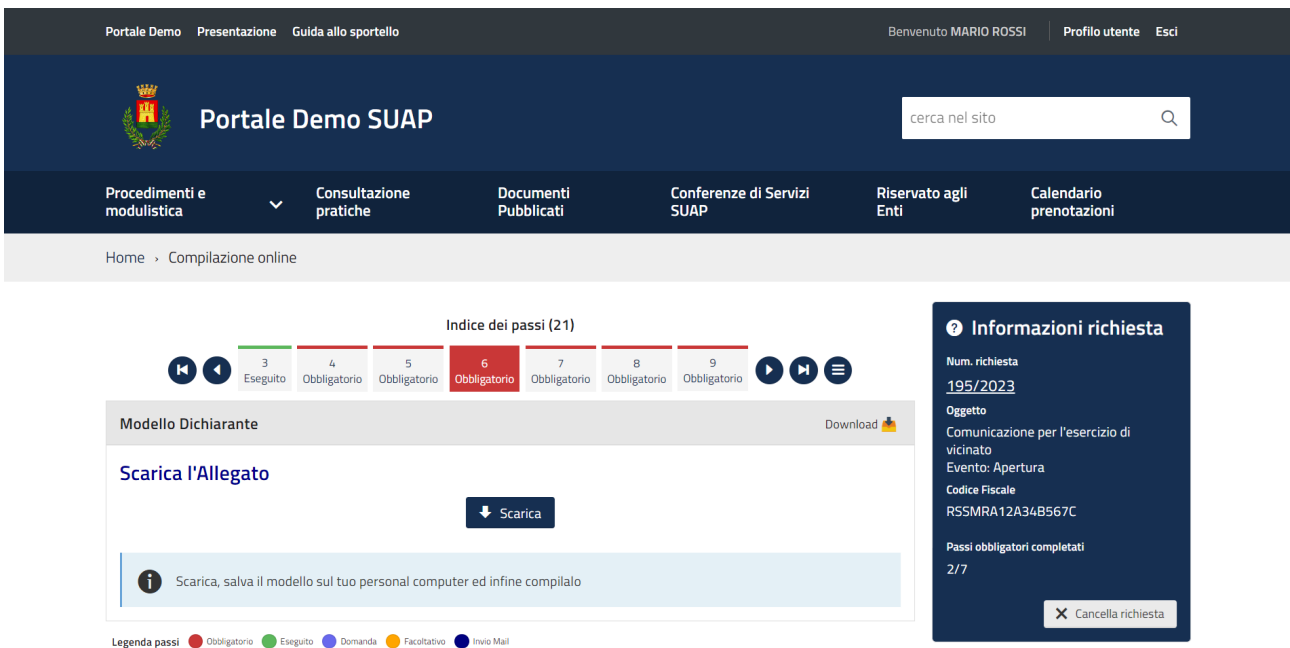 Portale Demo Presentazione Guida allo sportello Benvenuto MARIO ROSSI Profilo utente Esci
Portale Demo SUAP
cerca nel sito
Procedimenti e modulistica
Consultazione pratiche
Documenti Pubblicati
Conferenze di Servizi SUAP
Riservato agli Enti
Calendario prenotazioni
Home › Compilazione online
Indice dei passi (21)
3 Eseguito
4 Obbligatorio
5 Obbligatorio
6 Obbligatorio
7 Obbligatorio
8 Obbligatorio
9 Obbligatorio
Modello Dichiarante Download
Scarica l'Allegato
Scarica
Scarica, salva il modello sul tuo personal computer ed infine compilalo
Legenda passi Obbligatorio Eseguito Domanda Facoltativo Invio Mail
Informazioni richiesta
Num. richiesta
195/2023
Oggetto
Comunicazione per l'esercizio di
vicinato
Evento: Apertura
Codice Fiscale
RSSMRA12A34B567C
Passi obbligatori completati
2/7
Cancella richiesta